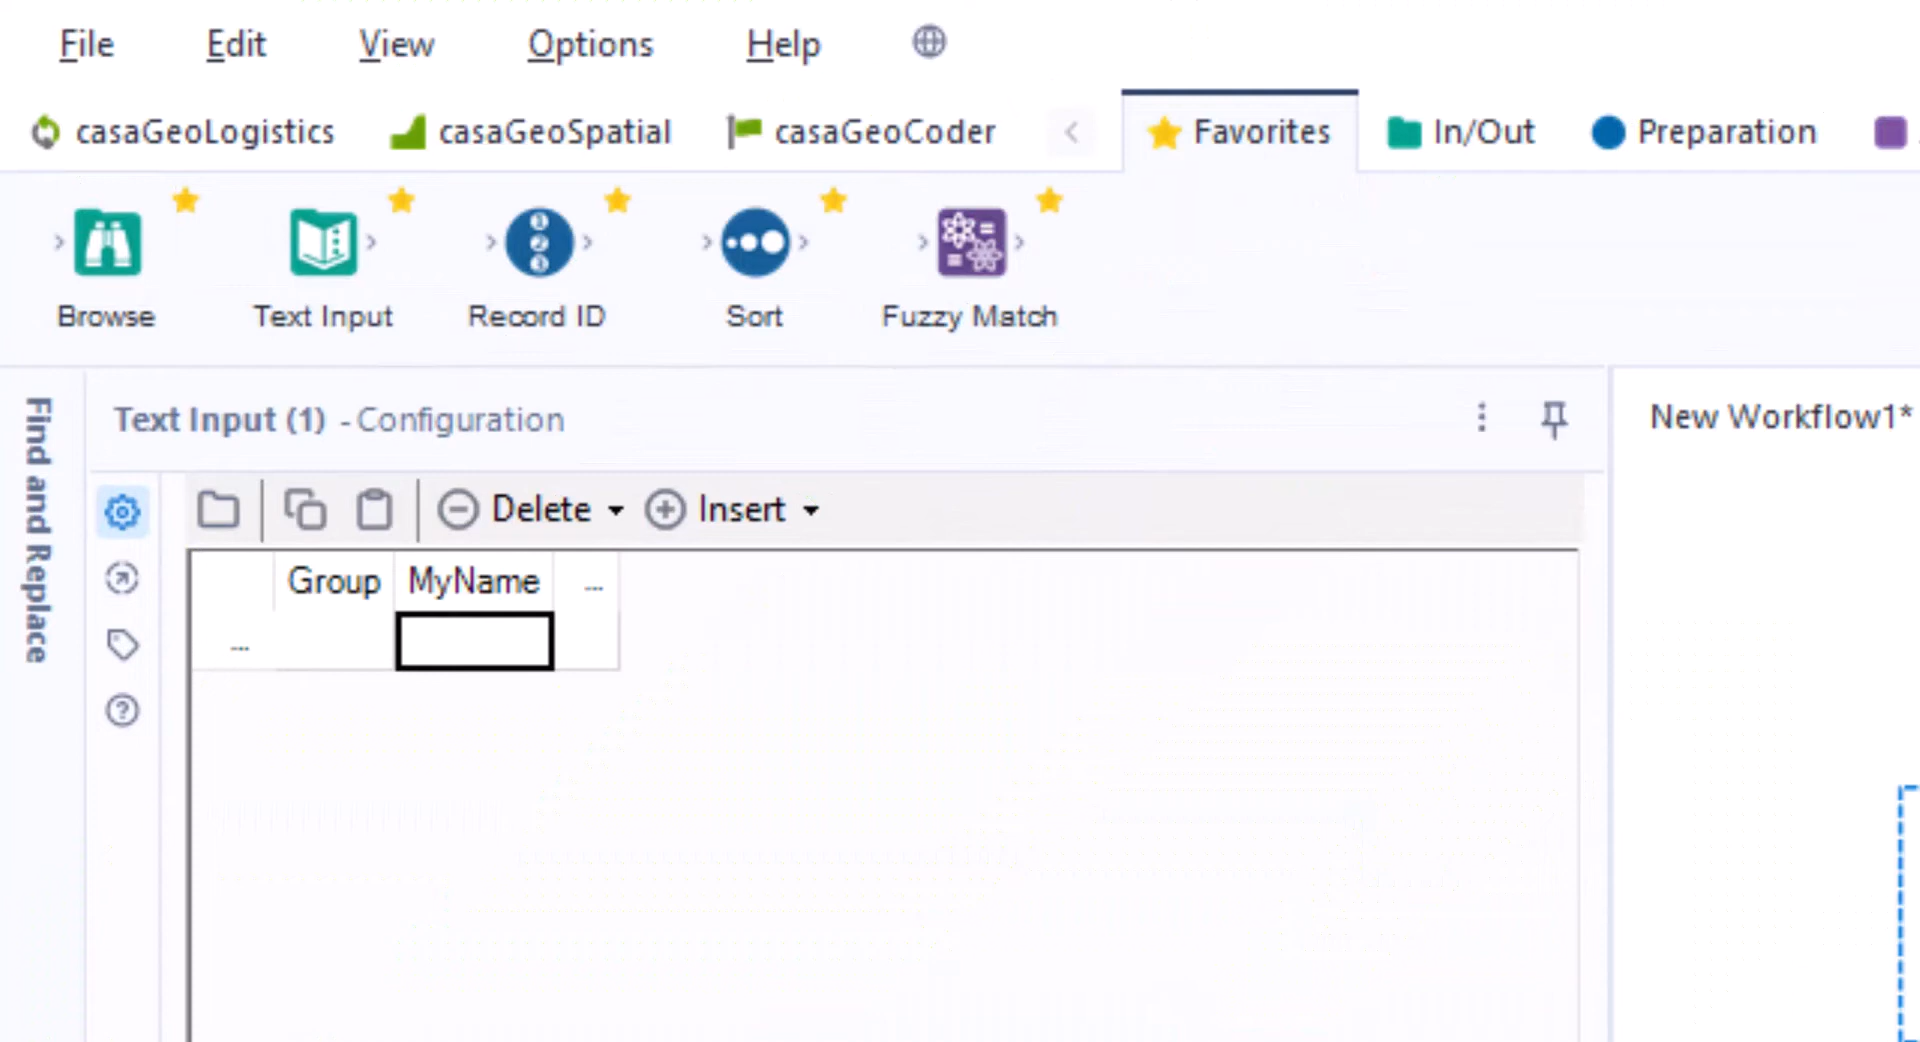 File Edit View Options Help
casaGeoLogistics casaGeoSpatial casaGeoCoder Favorites In/Out Preparation
Browse Text Input Record ID Sort Fuzzy Match
Find and Replace
Text Input (1) - Configuration
New Workflow1*
Delete Insert
Group MyName ...
...